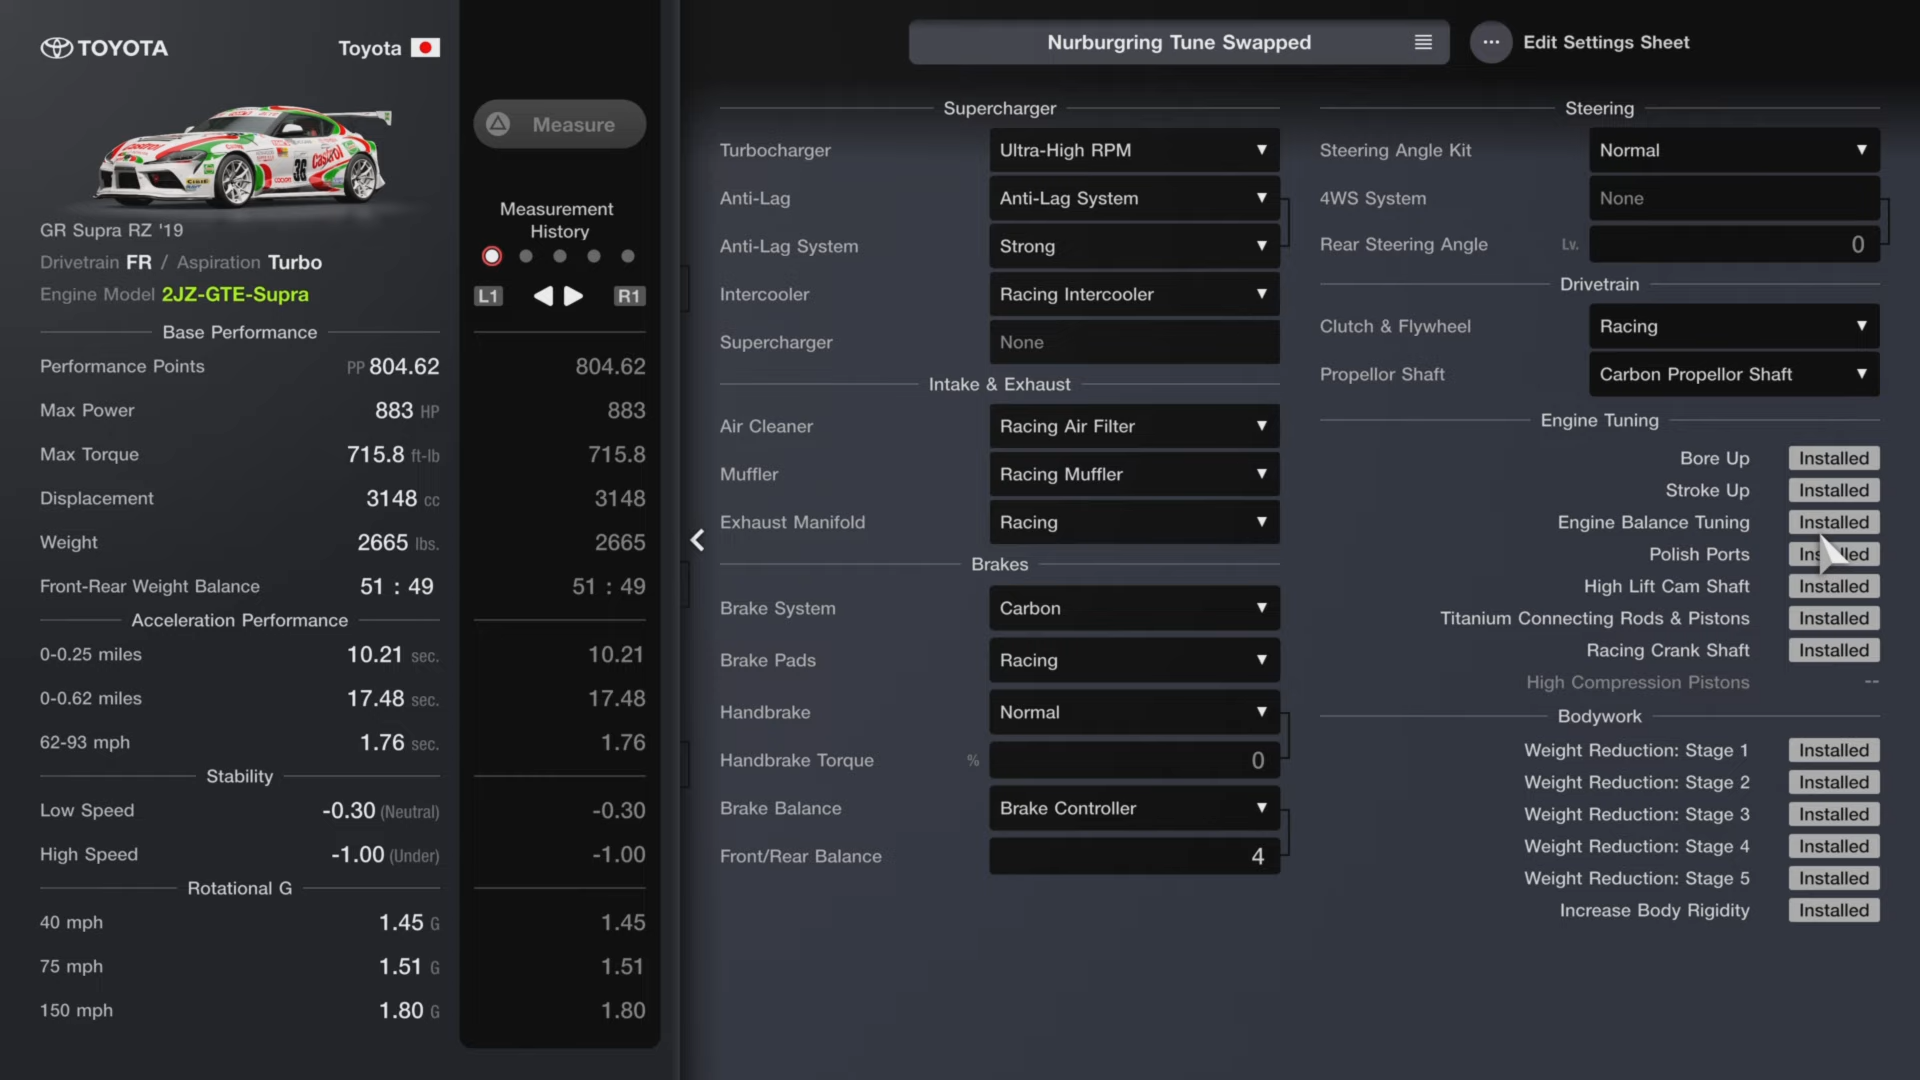 TOYOTA
Toyota
GR Supra RZ '19
Drivetrain FR / Aspiration Turbo
Engine Model 2JZ-GTE-Supra
Base Performance
Performance Points PP 804.62
Max Power 883 HP
Max Torque 715.8 ft-lb
Displacement 3148 cc
Weight 2665 lbs.
Front-Rear Weight Balance 51 : 49
Acceleration Performance
0-0.25 miles 10.21 sec.
0-0.62 miles 17.48 sec.
62-93 mph 1.76 sec.
Stability
Low Speed -0.30 (Neutral)
High Speed -1.00 (Under)
Rotational G
40 mph 1.45 G
75 mph 1.51 G
150 mph 1.80 G
Castrol
Castrol
36
Measure
Measurement
History
L1 R1
804.62
883
715.8
3148
2665
51 : 49
10.21
17.48
1.76
-0.30
-1.00
1.45
1.51
1.80
Nurburgring Tune Swapped
Edit Settings Sheet
Supercharger
Turbocharger Ultra-High RPM
Anti-Lag Anti-Lag System
Anti-Lag System Strong
Intercooler Racing Intercooler
Supercharger None
Intake & Exhaust
Air Cleaner Racing Air Filter
Muffler Racing Muffler
Exhaust Manifold Racing
Brakes
Brake System Carbon
Brake Pads Racing
Handbrake Normal
Handbrake Torque % 0
Brake Balance Brake Controller
Front/Rear Balance 4
Steering
Steering Angle Kit Normal
4WS System None
Rear Steering Angle Lv. 0
Drivetrain
Clutch & Flywheel Racing
Propellor Shaft Carbon Propellor Shaft
Engine Tuning
Bore Up Installed
Stroke Up Installed
Engine Balance Tuning Installed
Polish Ports Installed
High Lift Cam Shaft Installed
Titanium Connecting Rods & Pistons Installed
Racing Crank Shaft Installed
High Compression Pistons --
Bodywork
Weight Reduction: Stage 1 Installed
Weight Reduction: Stage 2 Installed
Weight Reduction: Stage 3 Installed
Weight Reduction: Stage 4 Installed
Weight Reduction: Stage 5 Installed
Increase Body Rigidity Installed